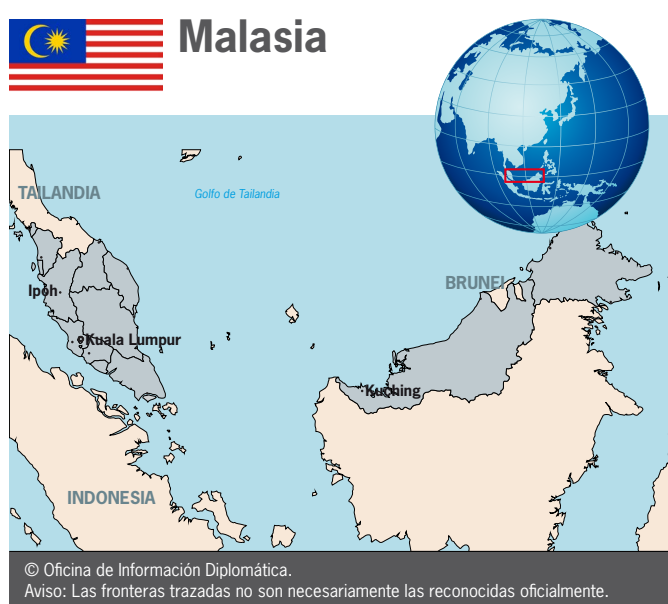 Malasia
TAILANDIA
Golfo de Tailandia
BRUNEI
Ipoh
Kuala Lumpur
Kuching
INDONESIA
© Oficina de Información Diplomática.
Aviso: Las fronteras trazadas no son necesariamente las reconocidas oficialmente.